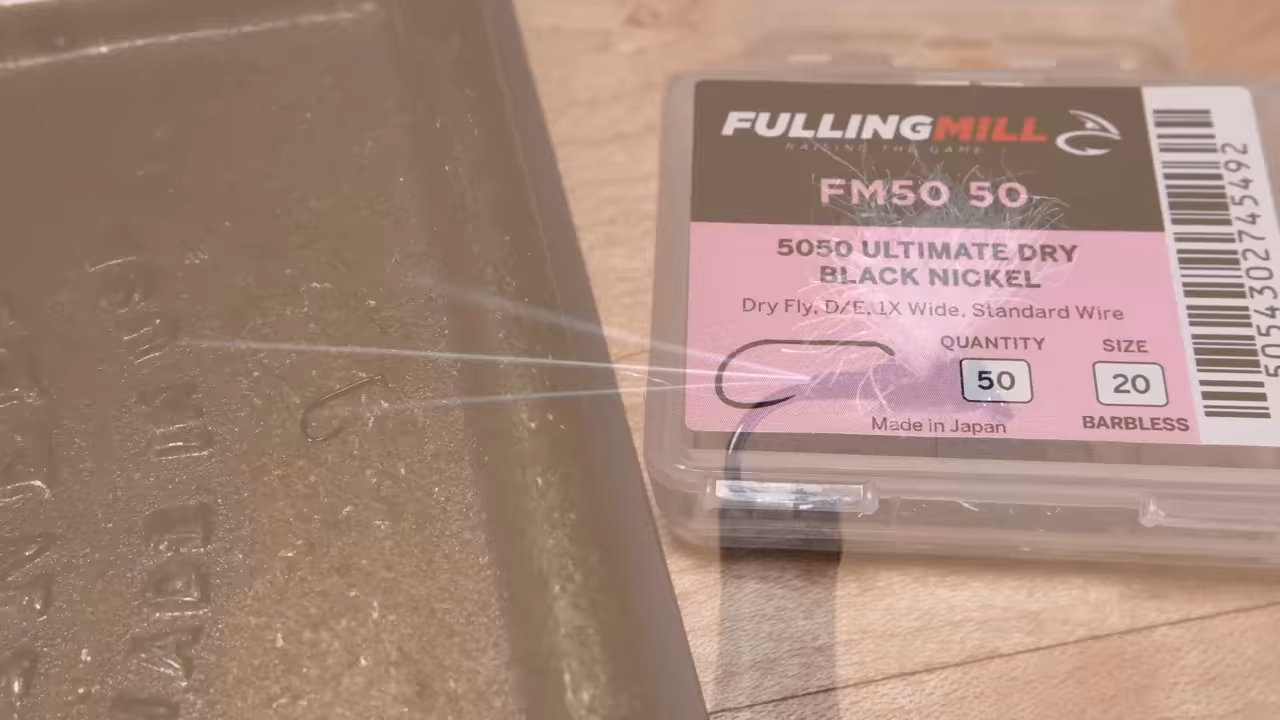 FULLINGMILL
RAISING THE GAME
FM50 50
5050 ULTIMATE DRY
BLACK NICKEL
Dry Fly, D/E, 1X Wide, Standard Wire
QUANTITY
50
SIZE
20
BARBLESS
Made in Japan
50554302745492